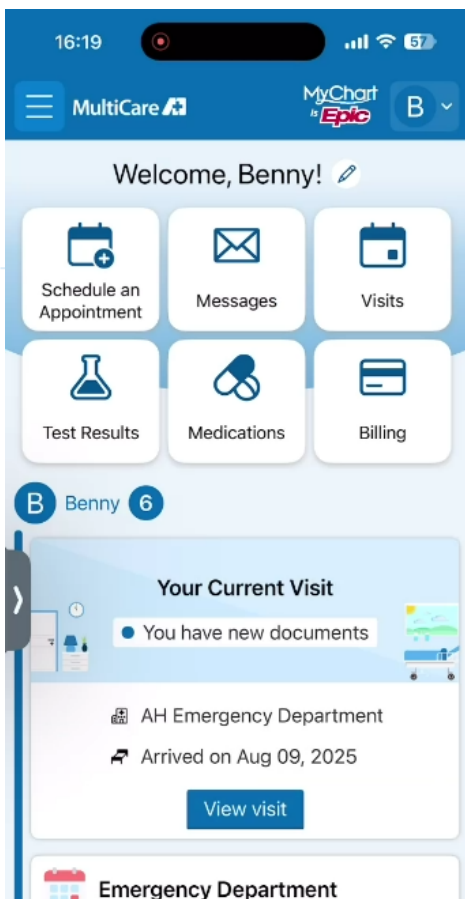 16:19
57
MultiCare
MyChart
is Epic
B
Welcome, Benny!
Schedule an
Appointment
Messages
Visits
Test Results
Medications
Billing
B Benny 6
Your Current Visit
You have new documents
AH Emergency Department
Arrived on Aug 09, 2025
View visit
Emergency Department